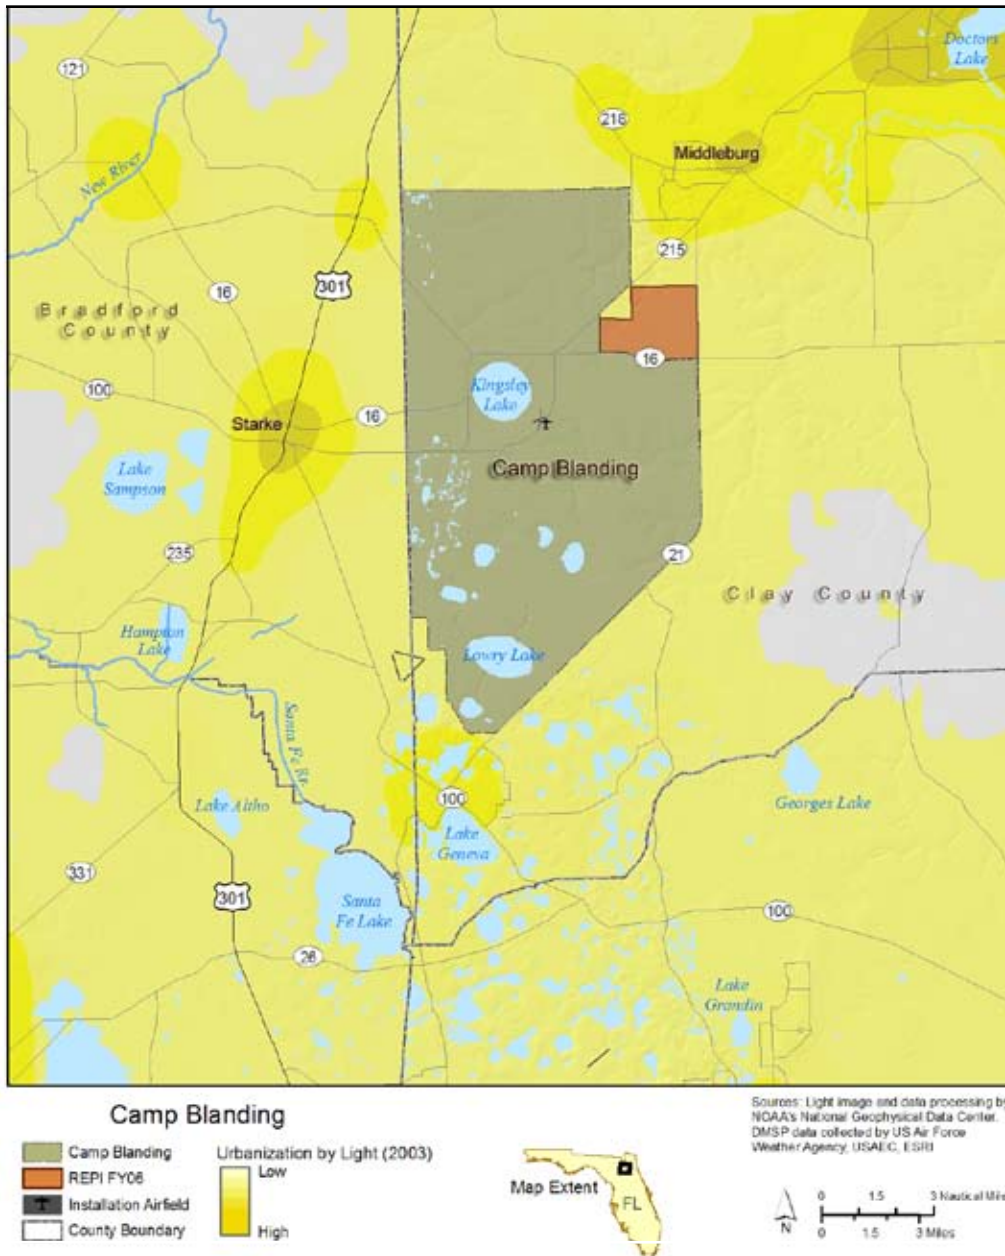 Doctors
Lake
121
218
Middleburg
New River
215
301
16
Bradford
County
16
Kingsley
Lake
100
16
Starke
Camp Blanding
Lake
Sampson
235
21
Clay County
Hampton
Lake
Lowry Lake
Santa Fe Rr.
Lake Altho
100
Georges Lake
Lake
Geneva
331
301
Santa
Fe Lake
100
26
Lake
Grandin
Camp Blanding
Camp Blanding
REPI FY06
Installation Airfield
County Boundary
Urbanization by Light (2003)
Low
High
Map Extent
FL
Sources: Light image and data processing by
NOAA's National Geophysical Data Center.
DMSP data collected by US Air Force
Weather Agency, USAEC, ESRI
N
0 1.5 3 Nautical Mile
0 1.5 3 Miles